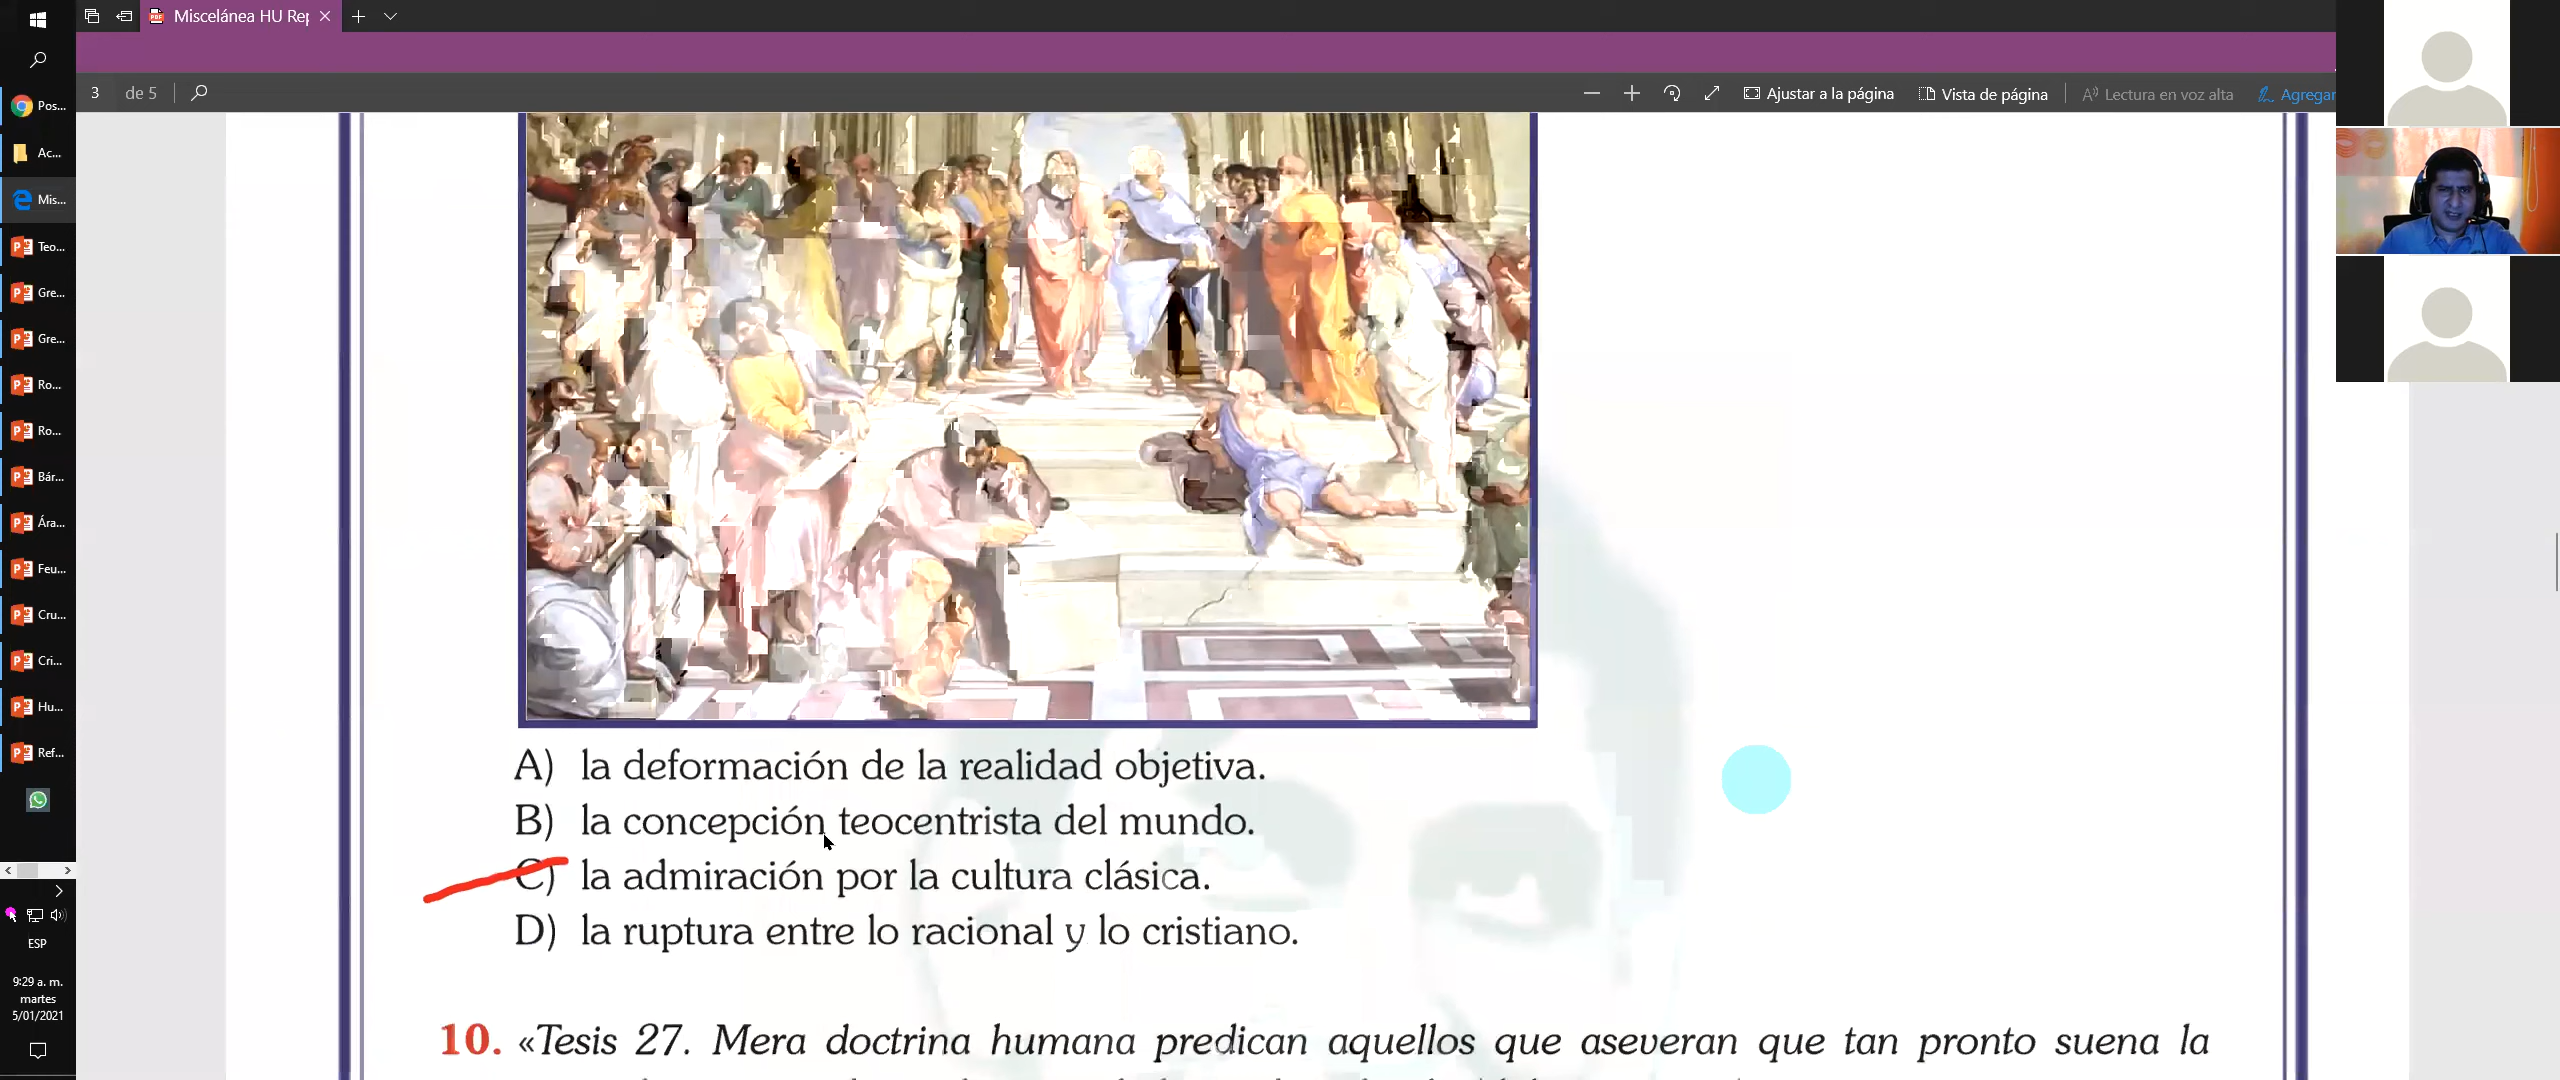 Miscelánea HU Rep
3 de 5
Ajustar a la página
Vista de página
Lectura en voz alta
Agregar
Pos...
Ac...
Mis...
Teo...
Gre...
Gre...
Ro...
Ro...
Bár...
Ára...
Feu...
Cru...
Cri...
Hu...
Ref...
ESP
9:29 a. m.
martes
5/01/2021
A) la deformación de la realidad objetiva.
B) la concepción teocentrista del mundo.
C) la admiración por la cultura clásica.
D) la ruptura entre lo racional y lo cristiano.
10. «Tesis 27. Mera doctrina humana predican aquellos que aseveran que tan pronto suena la